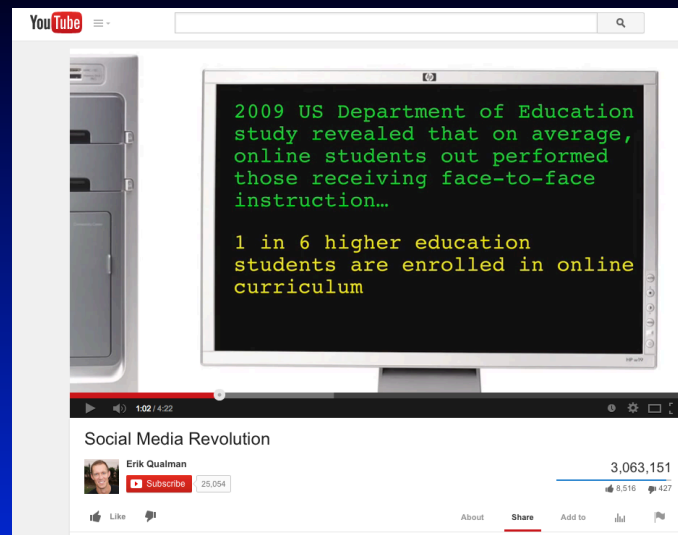 YouTube
2009 US Department of Education
study revealed that on average,
online students out performed
those receiving face-to-face
instruction…
1 in 6 higher education
students are enrolled in online
curriculum
1:02 / 4:22
Social Media Revolution
Erik Qualman
Subscribe 25,054
3,063,151
8,516 427
Like About Share Add to